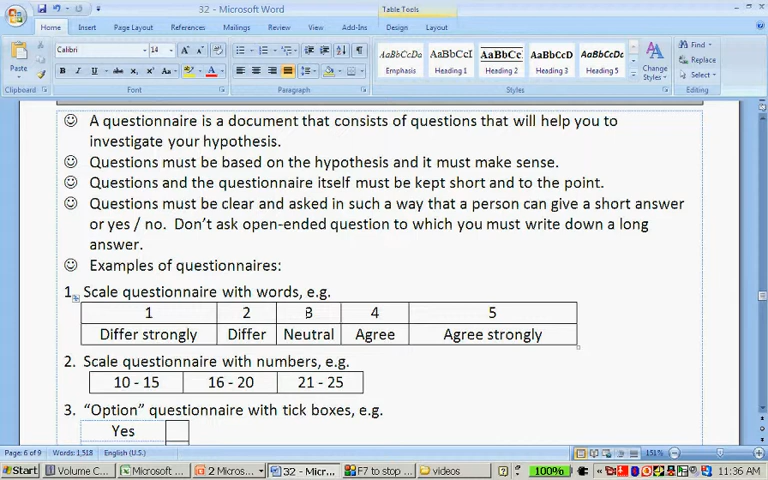 32 - Microsoft Word
Table Tools
Home Insert Page Layout References Mailings Review View Add-Ins Design Layout
Paste
Calibri 14
Clipboard Font Paragraph Styles Editing
AaBbCcDc AaBbCcI AaBbCc AaBbCcD AaBbCcDc
Emphasis Heading 1 Heading 2 Heading 3 Heading 5
Change Styles
Find
Replace
Select
A questionnaire is a document that consists of questions that will help you to
investigate your hypothesis.
Questions must be based on the hypothesis and it must make sense.
Questions and the questionnaire itself must be kept short and to the point.
Questions must be clear and asked in such a way that a person can give a short answer
or yes / no. Don't ask open-ended question to which you must write down a long
answer.
Examples of questionnaires:
1. Scale questionnaire with words, e.g.
1 2 3 4 5
Differ strongly Differ Neutral Agree Agree strongly
2. Scale questionnaire with numbers, e.g.
10 - 15 16 - 20 21 - 25
3. "Option" questionnaire with tick boxes, e.g.
Yes
Page: 6 of 9 Words: 1,518 English (U.S.) 151%
Start Volume C... Microsoft ... 2 Micros... 32 - Micr... F7 to stop ... videos 100% 11:36 AM